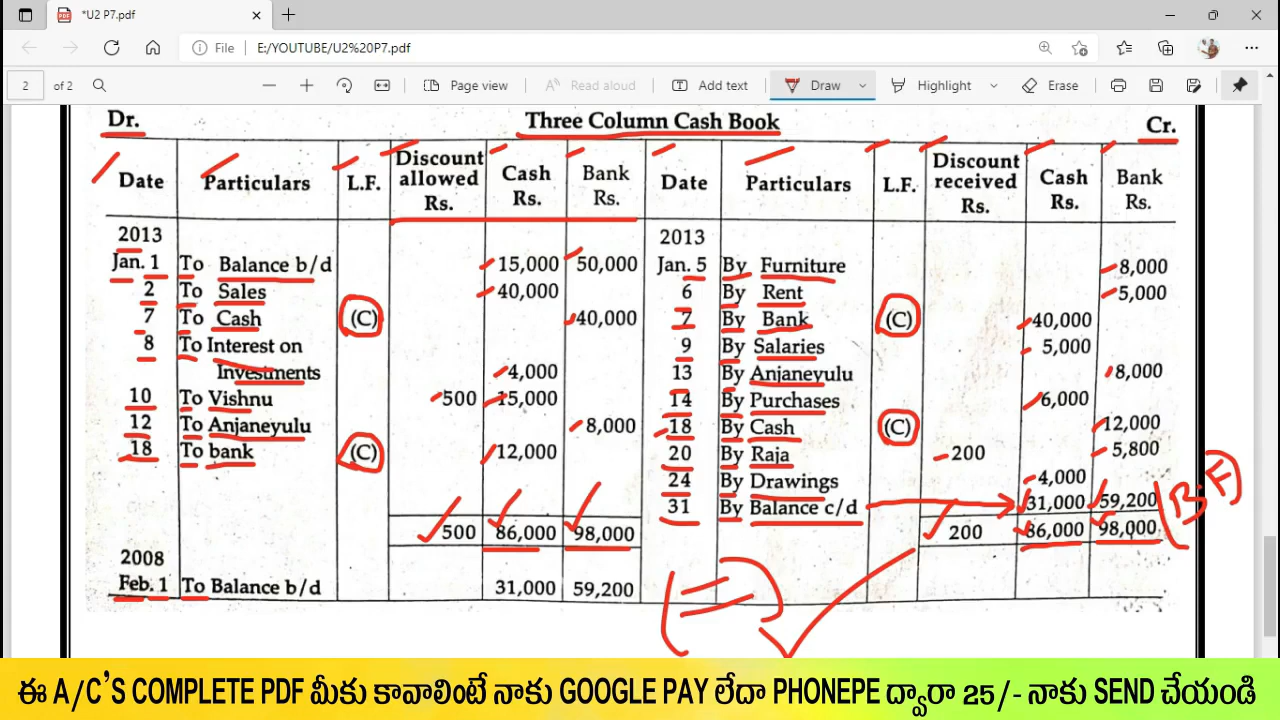 *U2 P7.pdf
File E:/YOUTUBE/U2%20P7.pdf
2 of 2 Page view Read aloud Add text Draw Highlight Erase
Dr. Three Column Cash Book Cr.
Date Particulars L.F. Discount allowed Rs. Cash Rs. Bank Rs. Date Particulars L.F. Discount received Rs. Cash Rs. Bank Rs.
2013 2013
Jan. 1 To Balance b/d 15,000 50,000 Jan. 5 By Furniture 8,000
2 To Sales 40,000 6 By Rent 5,000
7 To Cash (C) 40,000 7 By Bank (C) 40,000
8 To Interest on 9 By Salaries 5,000
Investments 4,000 13 By Anjaneyulu 8,000
10 To Vishnu 500 15,000 14 By Purchases 6,000
12 To Anjaneyulu 8,000 18 By Cash (C) 12,000
18 To bank (C) 12,000 20 By Raja 200 5,800
24 By Drawings 4,000
31 By Balance c/d 31,000 59,200 (B.F)
500 86,000 98,000 200 86,000 98,000
2008
Feb. 1 To Balance b/d 31,000 59,200
ఈ A/C'S COMPLETE PDF మీకు కావాలంటే నాకు GOOGLE PAY లేదా PHONEPE ద్వారా 25/- నాకు SEND చేయండి